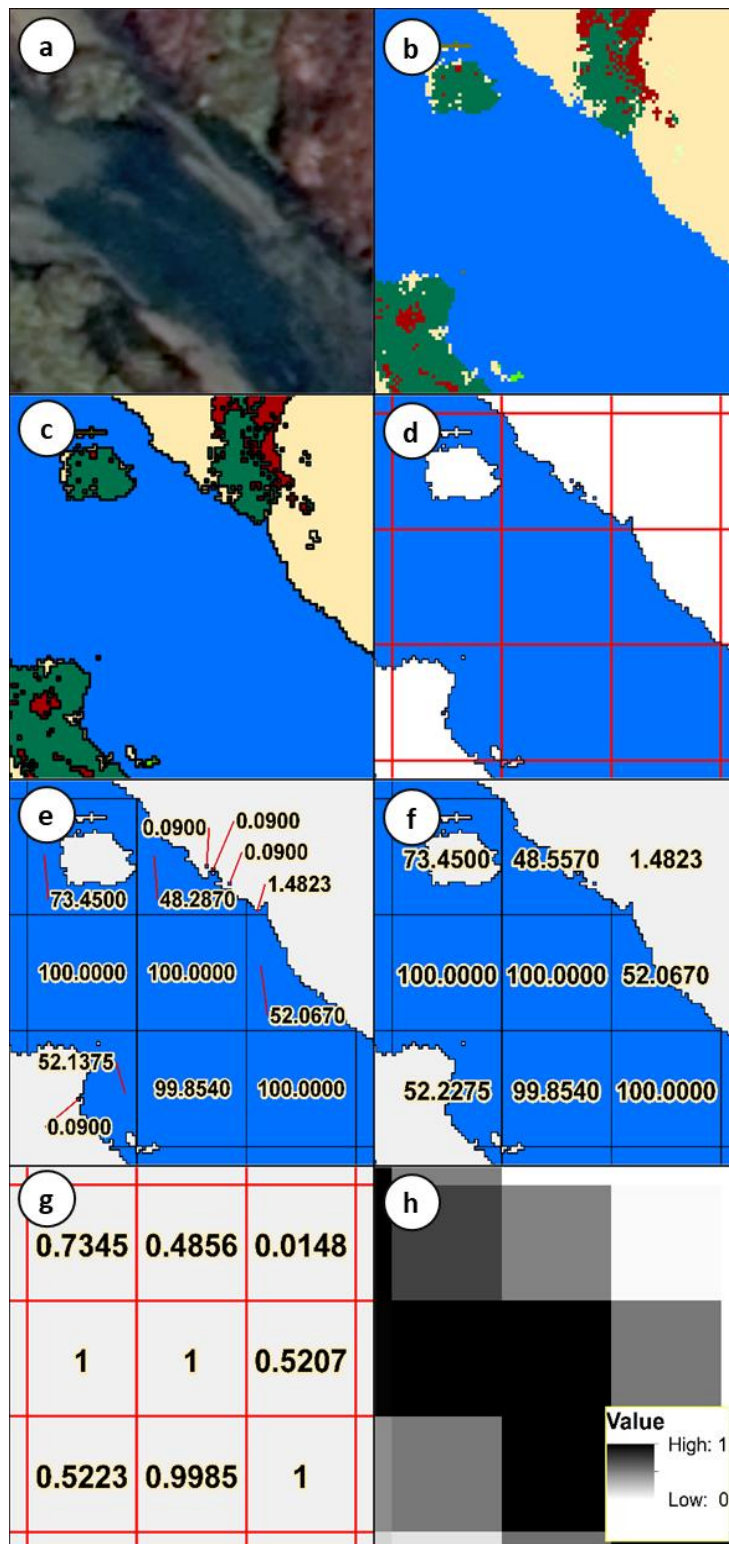 a
b
c
d
e
0.0900
0.0900
0.0900
1.4823
73.4500
48.2870
100.0000
100.0000
52.0670
52.1375
99.8540
100.0000
0.0900
f
73.4500 48.5570 1.4823
100.0000 100.0000 52.0670
52.2275 99.8540 100.0000
g
0.7345 0.4856 0.0148
1 1 0.5207
0.5223 0.9985 1
h
Value
High: 1
Low: 0